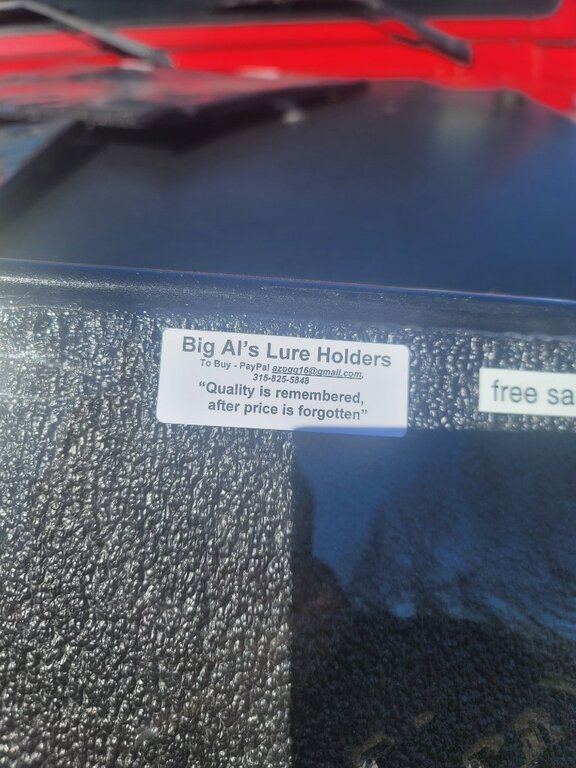 Big Al's Lure Holders
To Buy - PayPal azogg16@gmail.com,
315-825-5848
“Quality is remembered,
after price is forgotten”
free sa